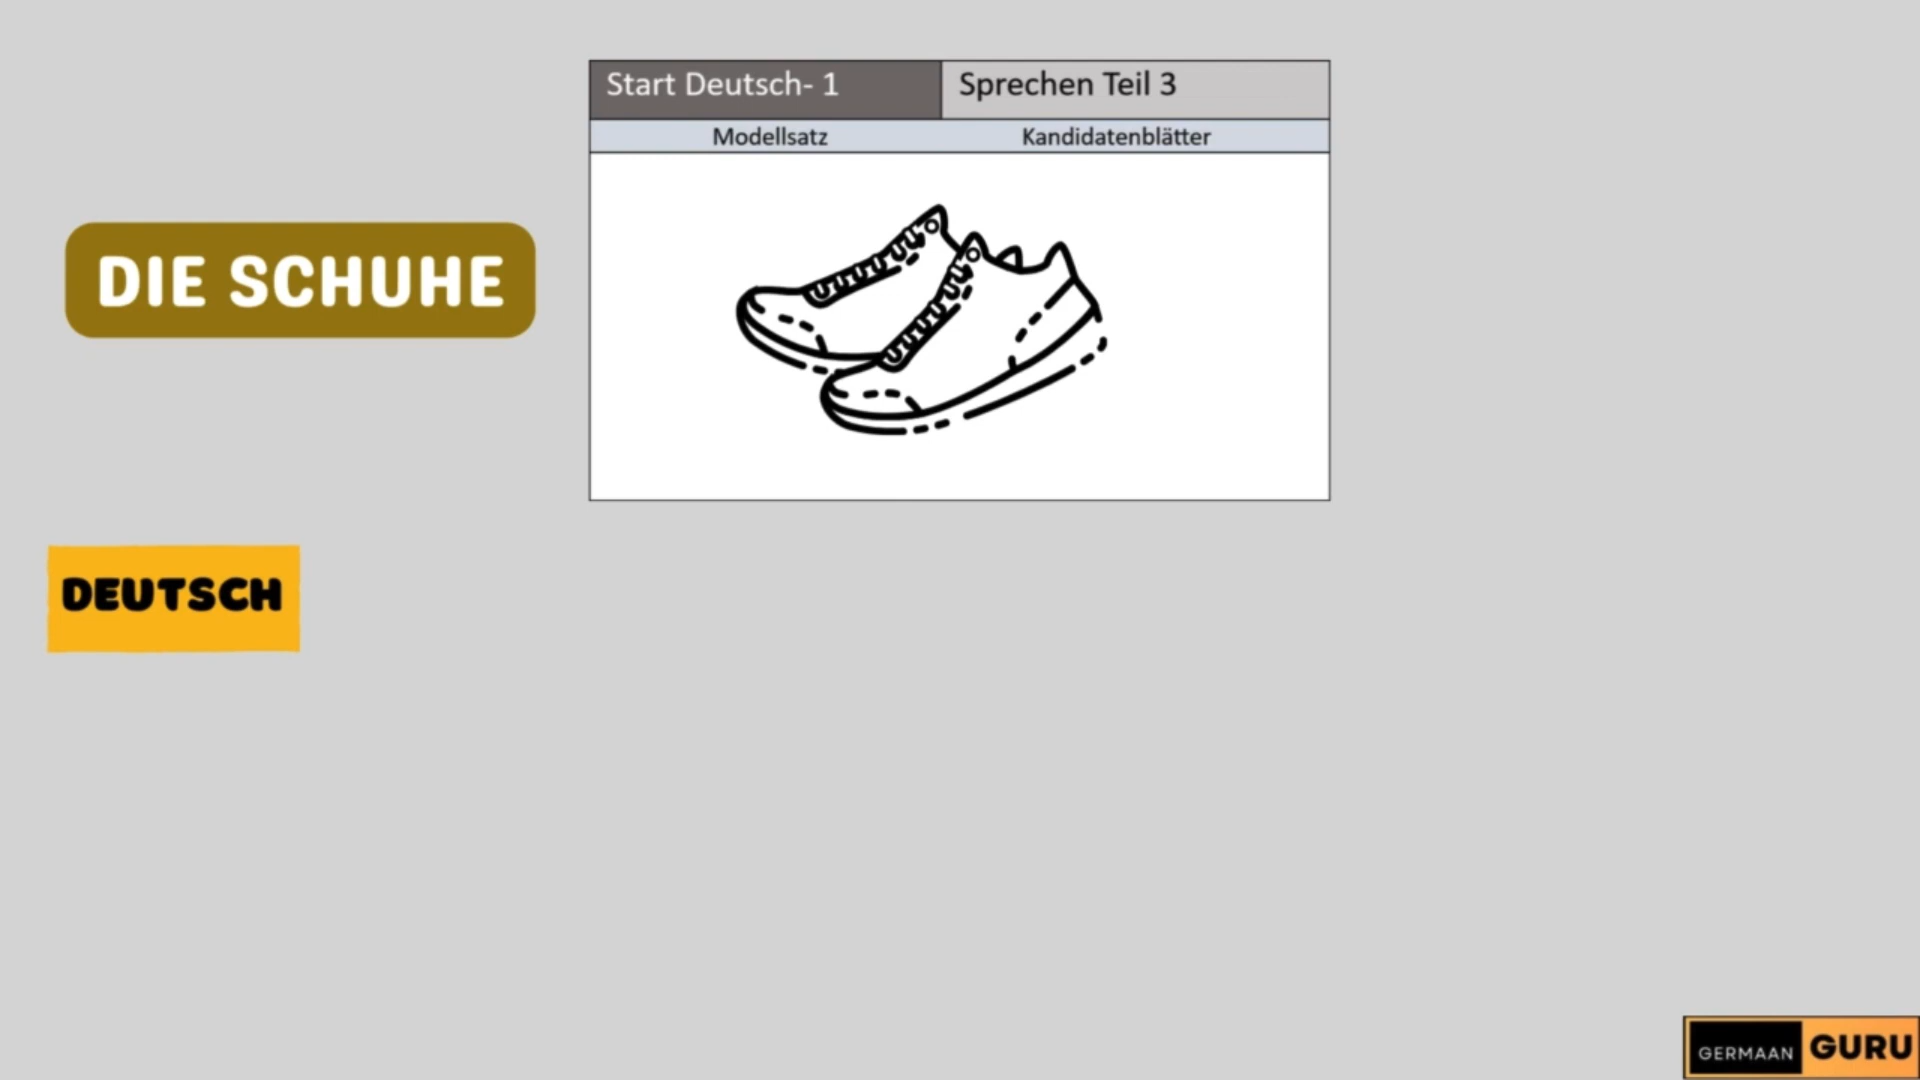 Start Deutsch- 1
Sprechen Teil 3
Modellsatz
Kandidatenblätter
DIE SCHUHE
DEUTSCH
GERMAAN GURU